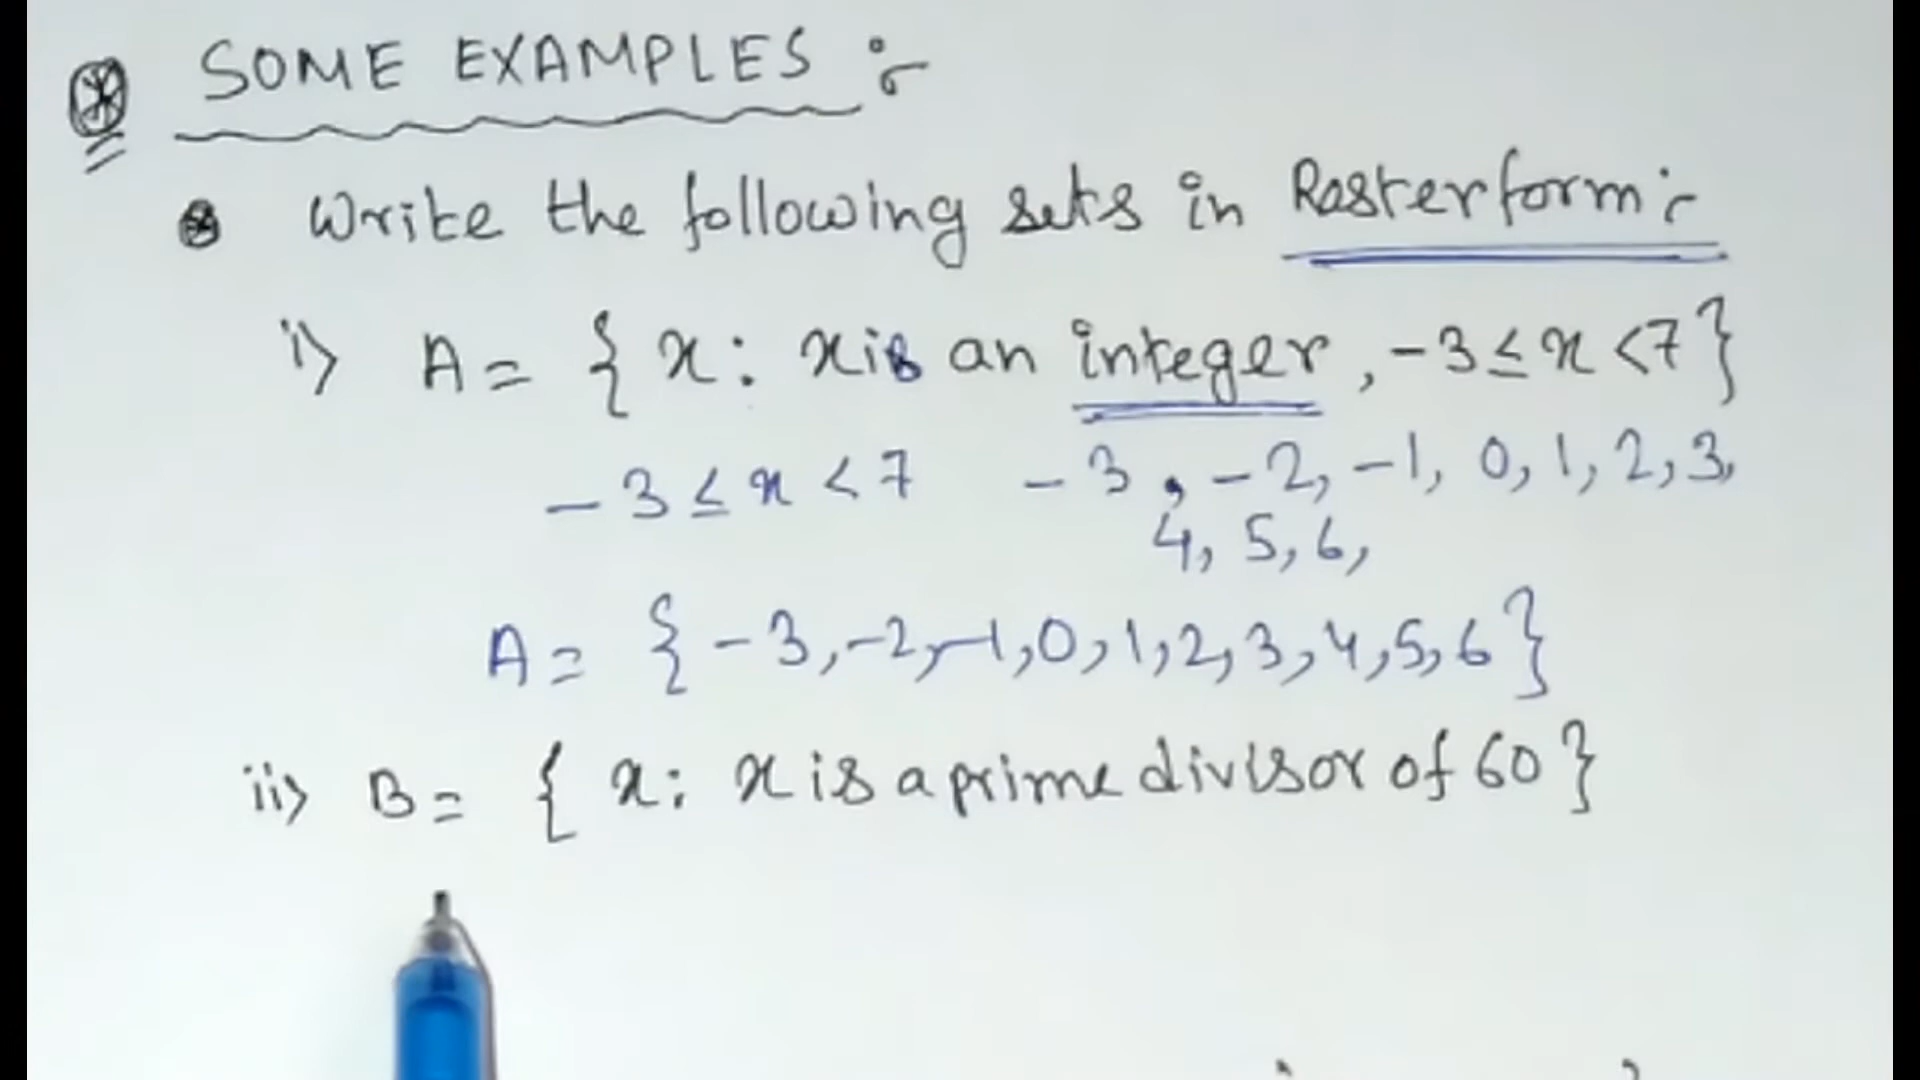 SOME EXAMPLES :-
Write the following sets in Rosterform:-
i) A = { x : x is an integer, -3 ≤ x < 7 }
-3 ≤ x < 7 -3, -2, -1, 0, 1, 2, 3,
4, 5, 6,
A = { -3, -2, -1, 0, 1, 2, 3, 4, 5, 6 }
ii) B = { x : x is a prime divisor of 60 }